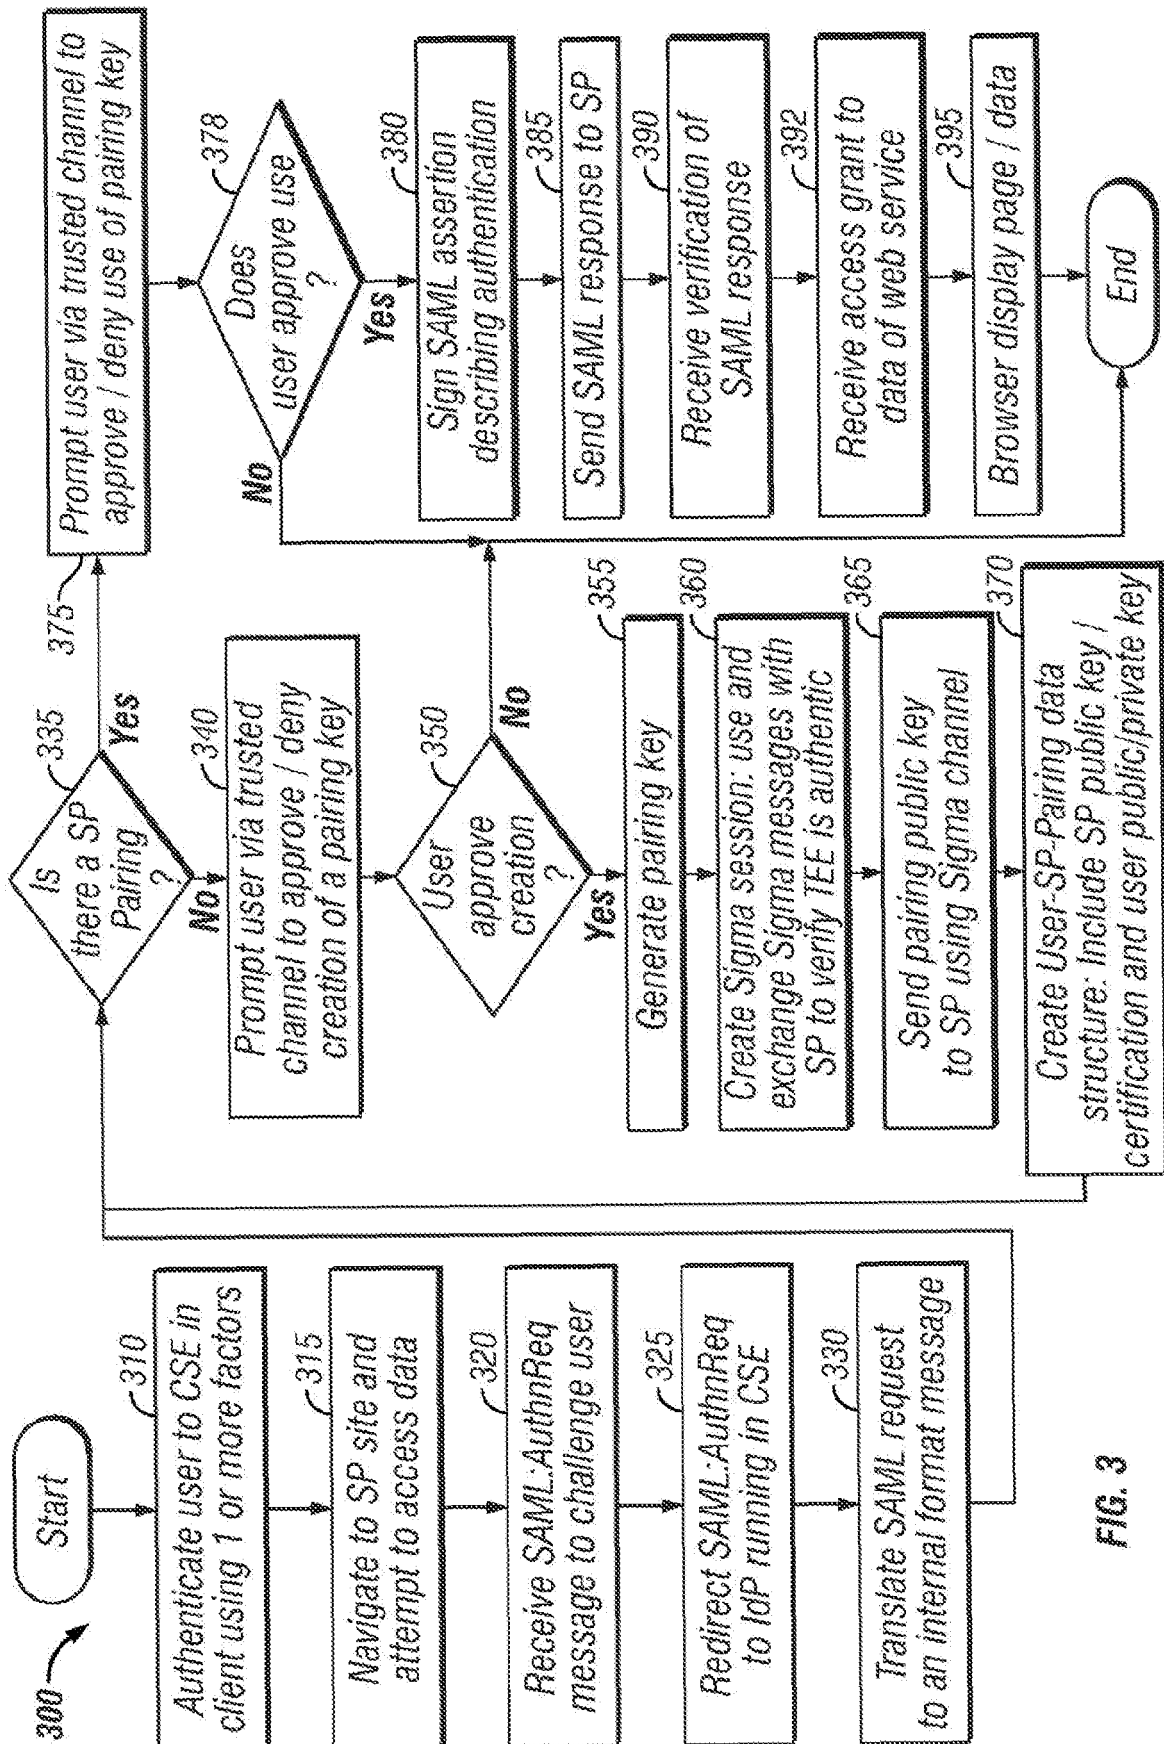 300
Start
310
Authenticate user to CSE in
client using 1 or more factors
315
Navigate to SP site and
attempt to access data
320
Receive SAML:AuthnReq
message to challenge user
325
Redirect SAML:AuthnReq
to IdP running in CSE
330
Translate SAML request
to an internal format message
335
Is
there a SP
Pairing
?
Yes
No
340
Prompt user via trusted
channel to approve / deny
creation of a pairing key
350
User
approve
creation
?
No
Yes
355
Generate pairing key
360
Create Sigma session: use and
exchange Sigma messages with
SP to verify TEE is authentic
365
Send pairing public key
to SP using Sigma channel
370
Create User-SP-Pairing data
structure: Include SP public key /
certification and user public/private key
375
Prompt user via trusted channel to
approve / deny use of pairing key
378
Does
user approve use
?
No
Yes
380
Sign SAML assertion
describing authentication
385
Send SAML response to SP
390
Receive verification of
SAML response
392
Receive access grant to
data of web service
395
Browser display page / data
End
FIG. 3